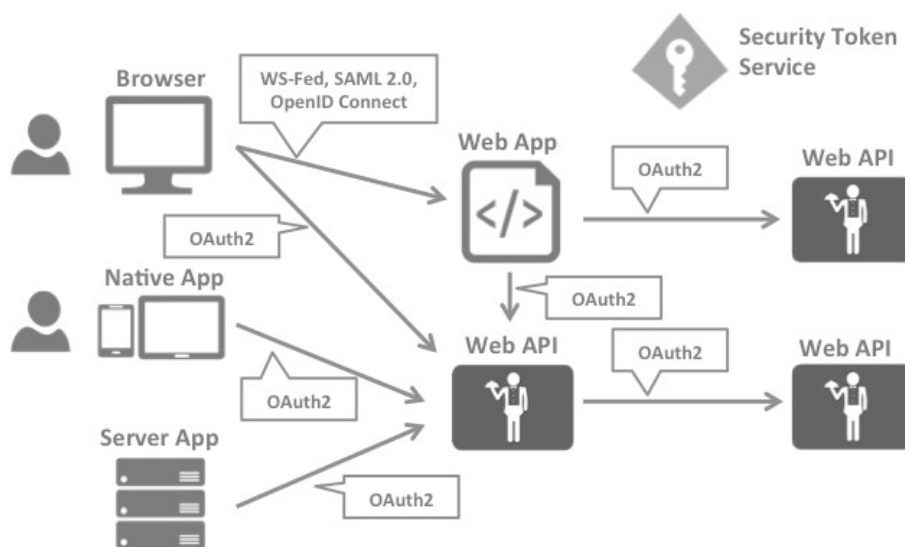 Security Token
Service
Browser
WS-Fed, SAML 2.0,
OpenID Connect
Web App
</>
OAuth2
Web API
OAuth2
Native App
OAuth2
Web API
OAuth2
Web API
OAuth2
Server App
OAuth2